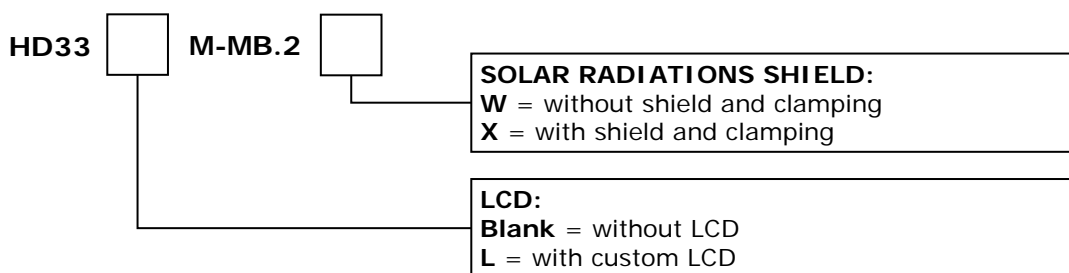 HD33 M-MB.2
SOLAR RADIATIONS SHIELD:
W = without shield and clamping
X = with shield and clamping
LCD:
Blank = without LCD
L = with custom LCD